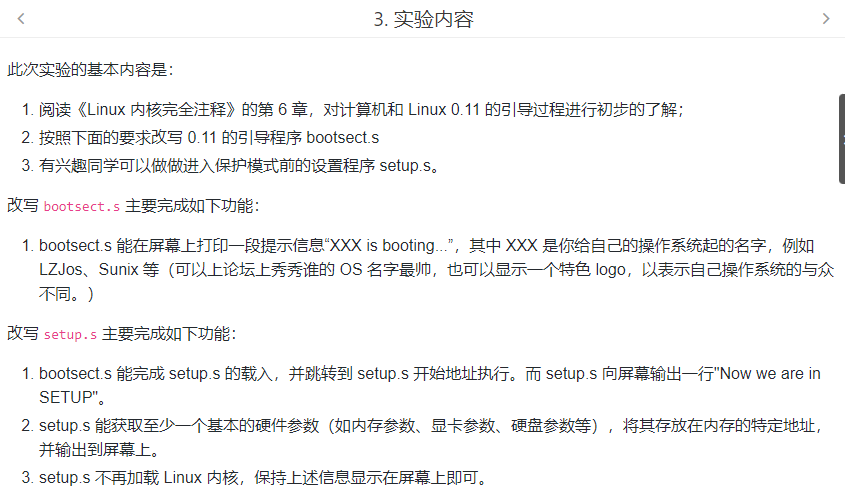 3. 实验内容
此次实验的基本内容是：
1. 阅读《Linux 内核完全注释》的第 6 章，对计算机和 Linux 0.11 的引导过程进行初步的了解；
2. 按照下面的要求改写 0.11 的引导程序 bootsect.s
3. 有兴趣同学可以做做进入保护模式前的设置程序 setup.s。
改写 bootsect.s 主要完成如下功能：
1. bootsect.s 能在屏幕上打印一段提示信息“XXX is booting...”，其中 XXX 是你给自己的操作系统起的名字，例如
LZJos、Sunix 等（可以上论坛上秀秀谁的 OS 名字最帅，也可以显示一个特色 logo，以表示自己操作系统的与众
不同。）
改写 setup.s 主要完成如下功能：
1. bootsect.s 能完成 setup.s 的载入，并跳转到 setup.s 开始地址执行。而 setup.s 向屏幕输出一行"Now we are in
SETUP"。
2. setup.s 能获取至少一个基本的硬件参数（如内存参数、显卡参数、硬盘参数等），将其存放在内存的特定地址，
并输出到屏幕上。
3. setup.s 不再加载 Linux 内核，保持上述信息显示在屏幕上即可。